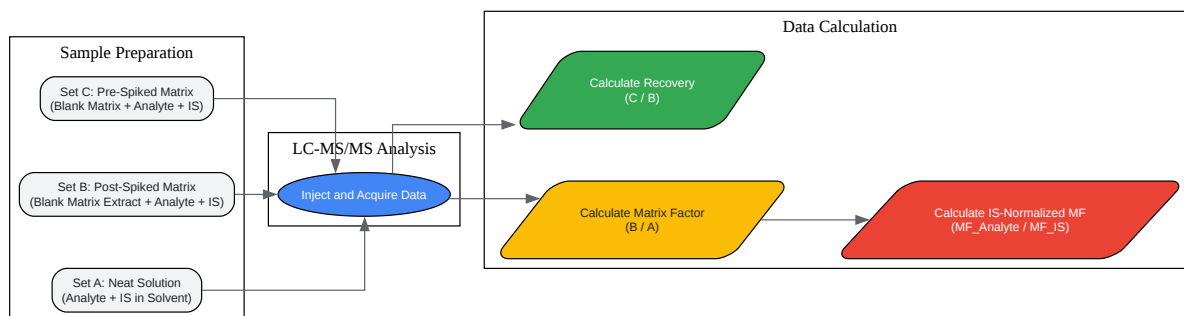 Sample Preparation
Set C: Pre-Spiked Matrix
(Blank Matrix + Analyte + IS)
Set B: Post-Spiked Matrix
(Blank Matrix Extract + Analyte + IS)
Set A: Neat Solution
(Analyte + IS in Solvent)
LC-MS/MS Analysis
Inject and Acquire Data
Data Calculation
Calculate Recovery
(C / B)
Calculate Matrix Factor
(B / A)
Calculate IS-Normalized MF
(MF_Analyte / MF_IS)